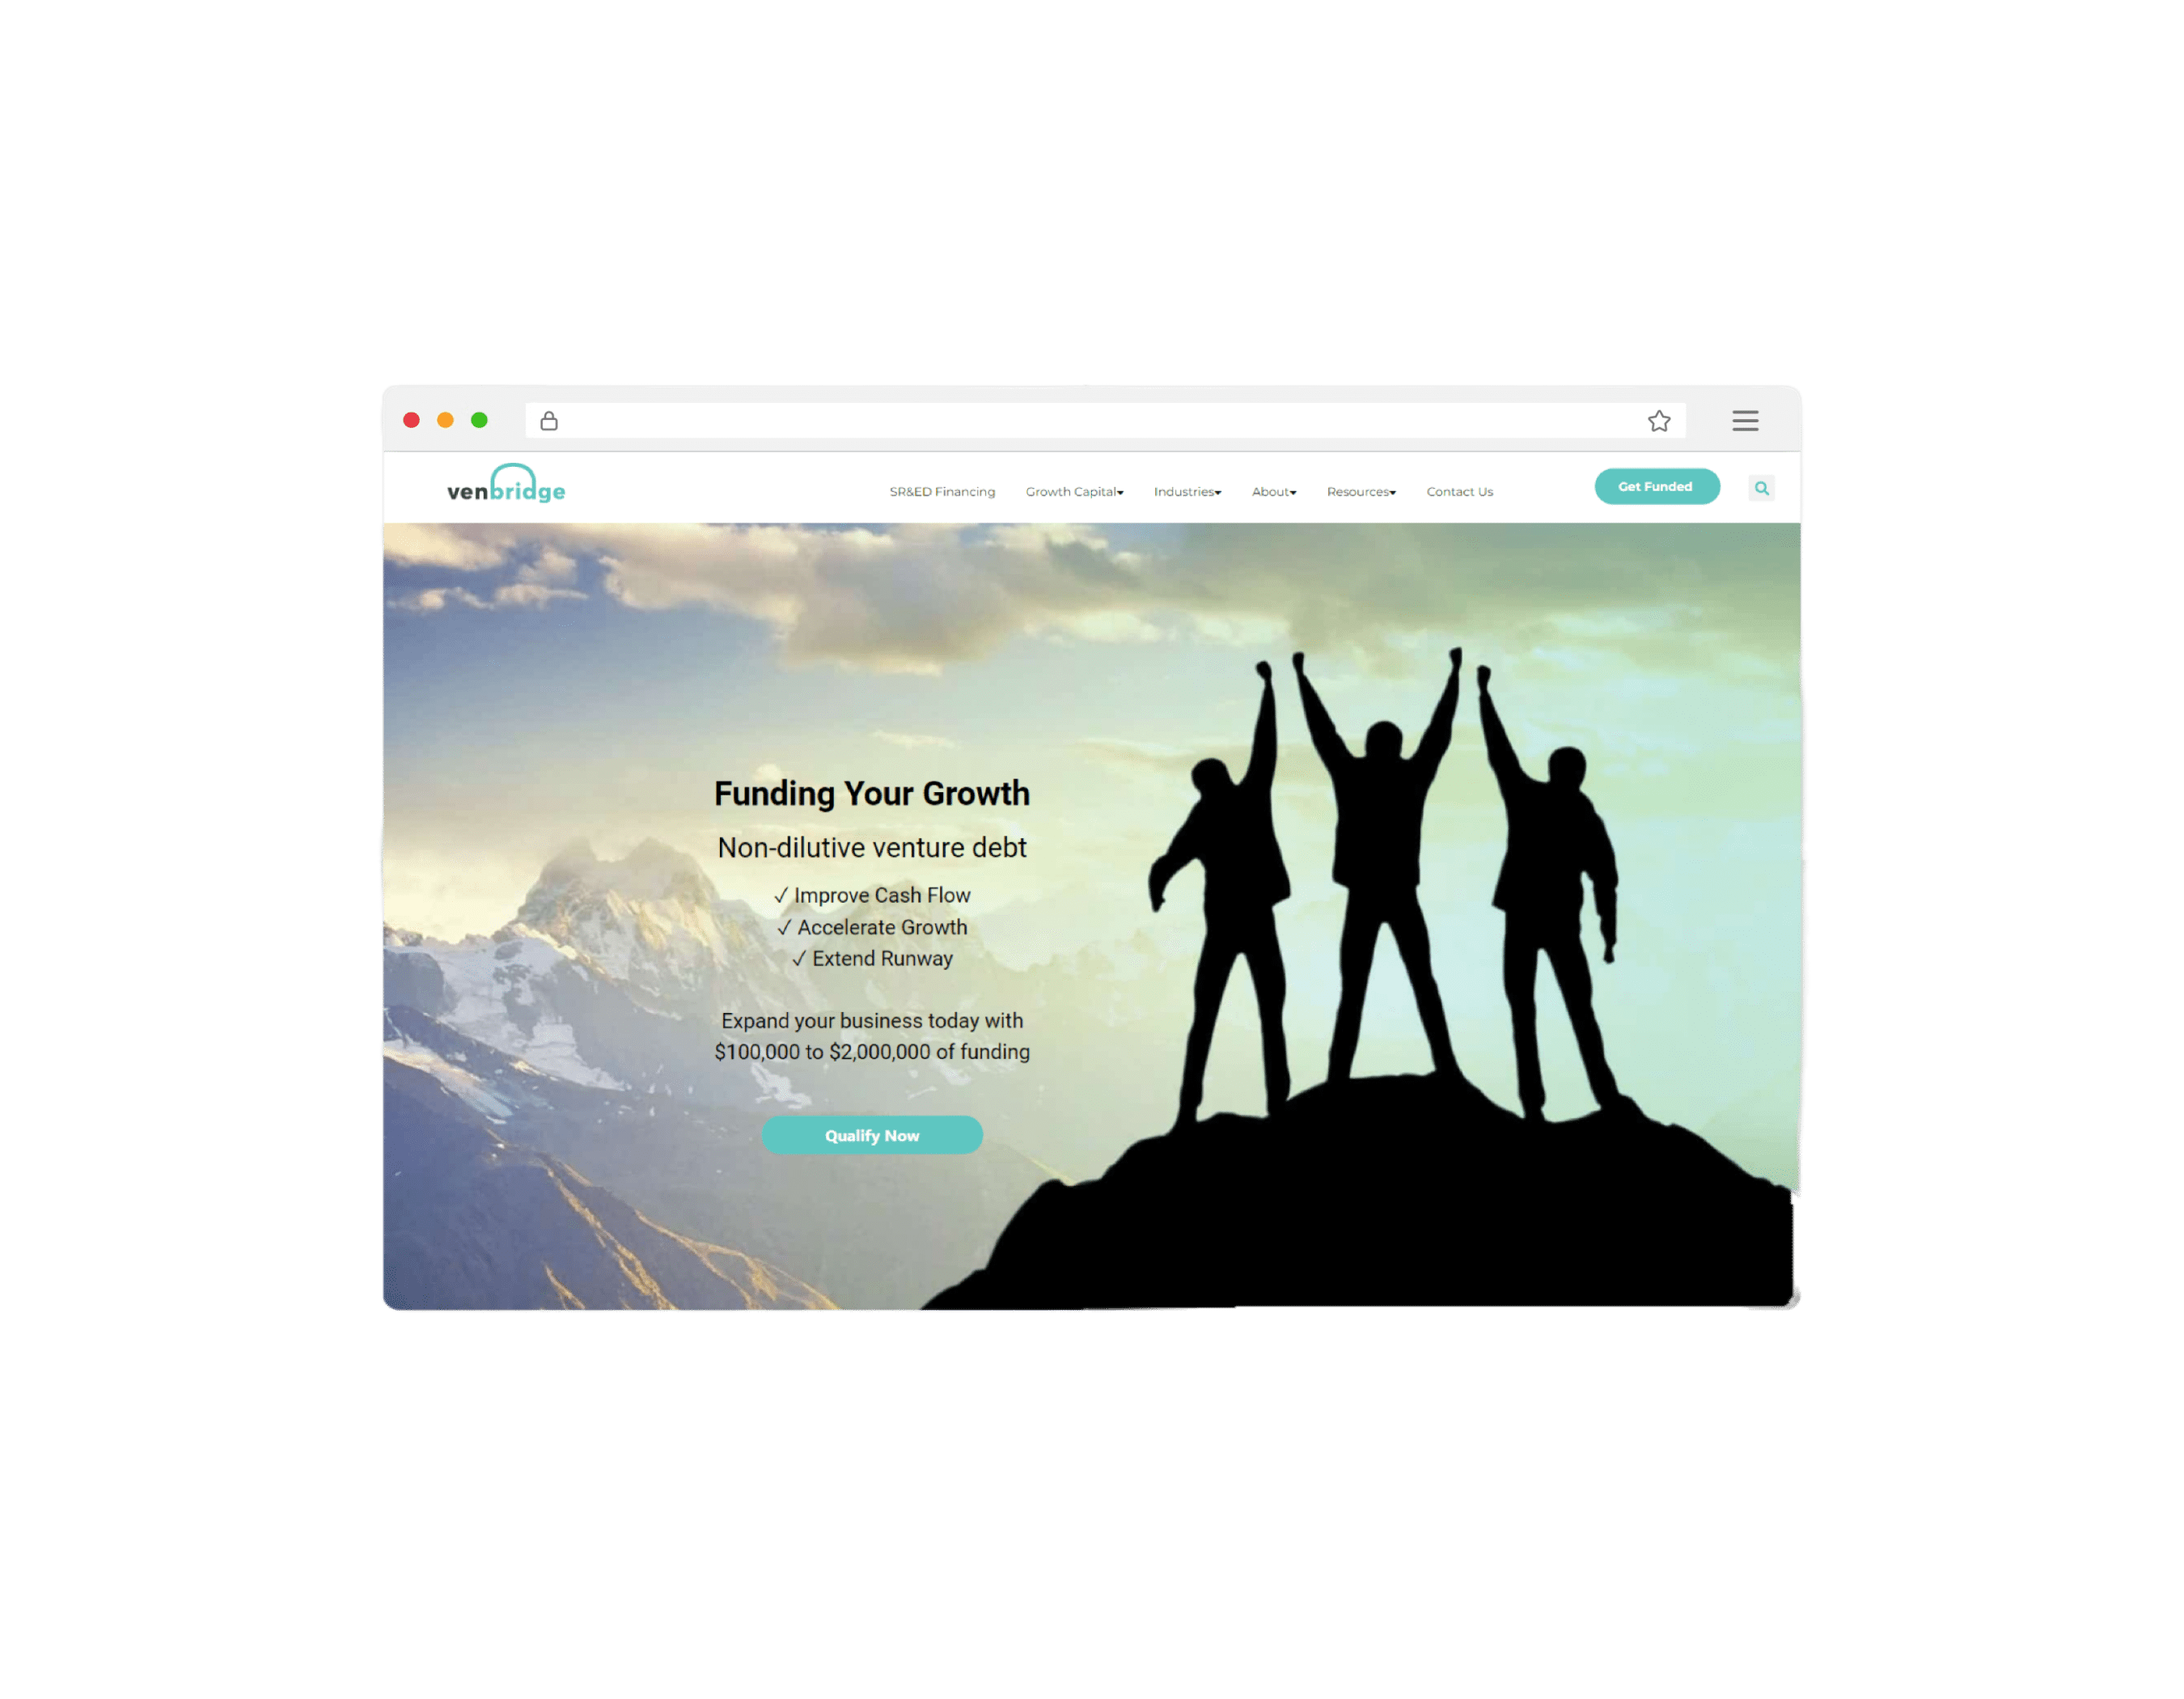 venbridge
SR&ED Financing
Growth Capital
Industries
About
Resources
Contact Us
Get Funded
Funding Your Growth
Non-dilutive venture debt
✓ Improve Cash Flow
✓ Accelerate Growth
✓ Extend Runway
Expand your business today with
$100,000 to $2,000,000 of funding
Qualify Now